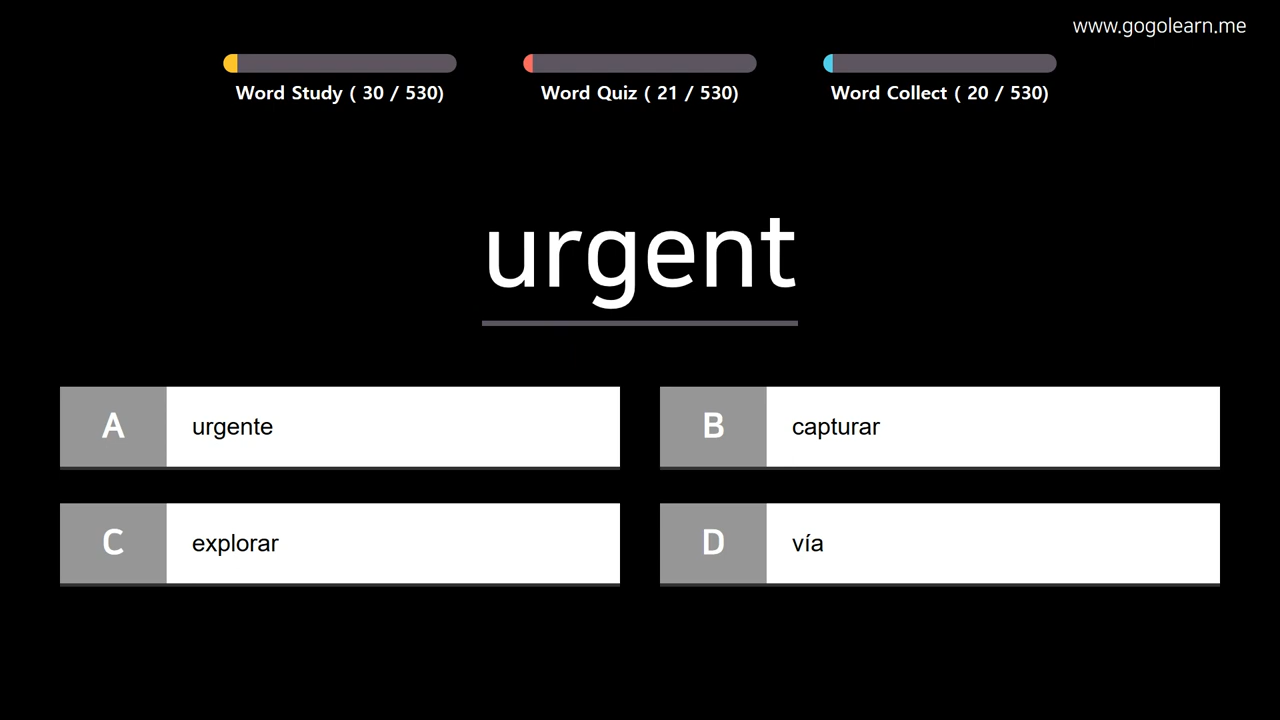 www.gogolearn.me
Word Study ( 30 / 530)
Word Quiz ( 21 / 530)
Word Collect ( 20 / 530)
urgent
A urgente
B capturar
C explorar
D vía